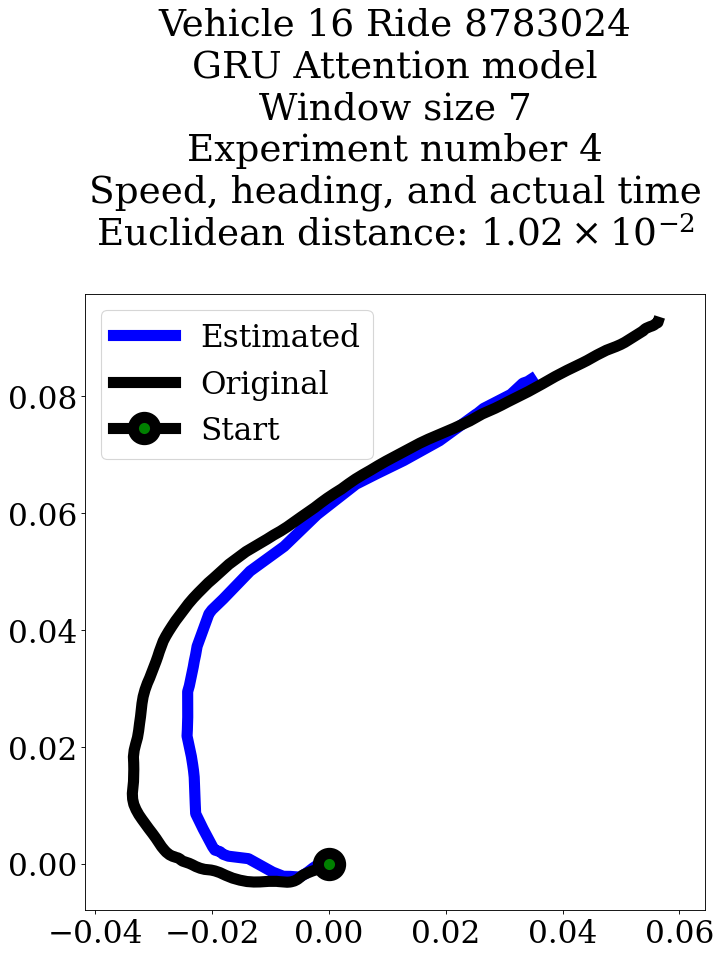 Vehicle 16 Ride 8783024
GRU Attention model
Window size 7
Experiment number 4
Speed, heading, and actual time
Euclidean distance: 1.02 × 10⁻²
Estimated
Original
Start
0.08
0.06
0.04
0.02
0.00
−0.04 −0.02 0.00 0.02 0.04 0.06